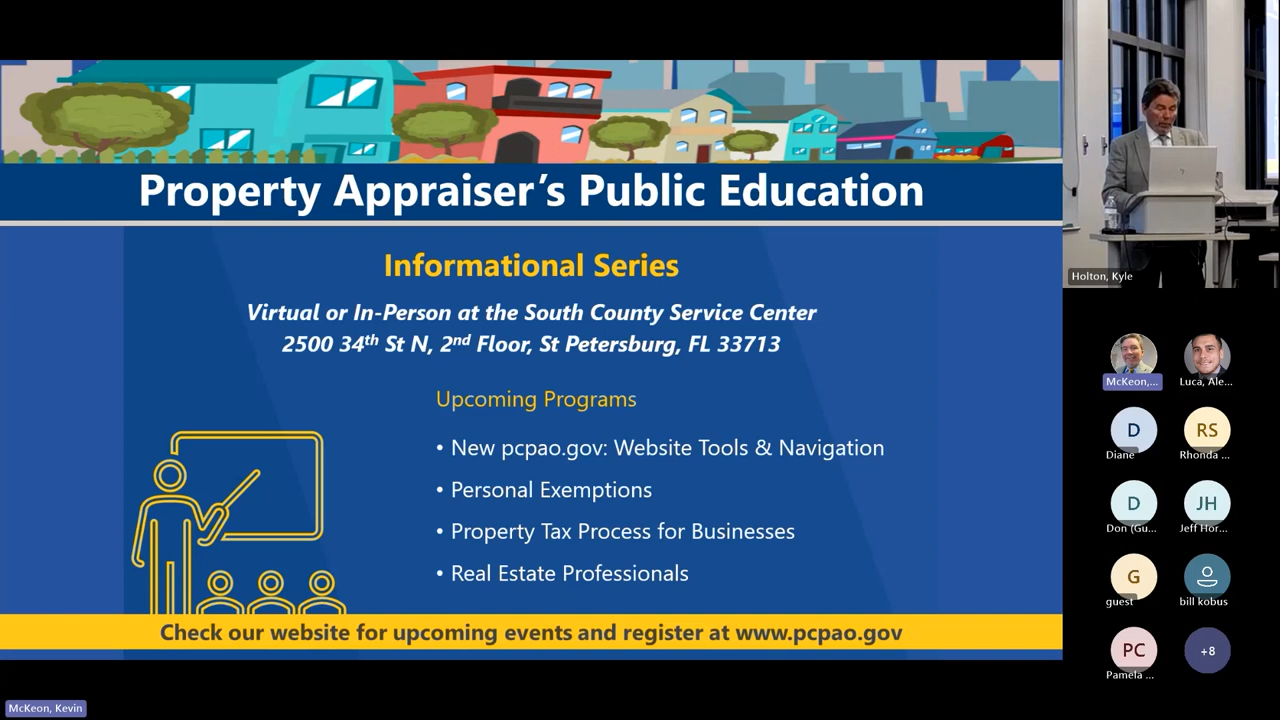 Property Appraiser's Public Education
Informational Series
Virtual or In-Person at the South County Service Center
2500 34th St N, 2nd Floor, St Petersburg, FL 33713
Upcoming Programs
• New pcpao.gov: Website Tools & Navigation
• Personal Exemptions
• Property Tax Process for Businesses
• Real Estate Professionals
Check our website for upcoming events and register at www.pcpao.gov
McKeon, Kevin
Holton, Kyle
McKeon,...
Luca, Ale...
D
Diane
RS
Rhonda ...
D
Don (Gu...
JH
Jeff Hor...
G
guest
bill kobus
PC
Pamela ...
+8